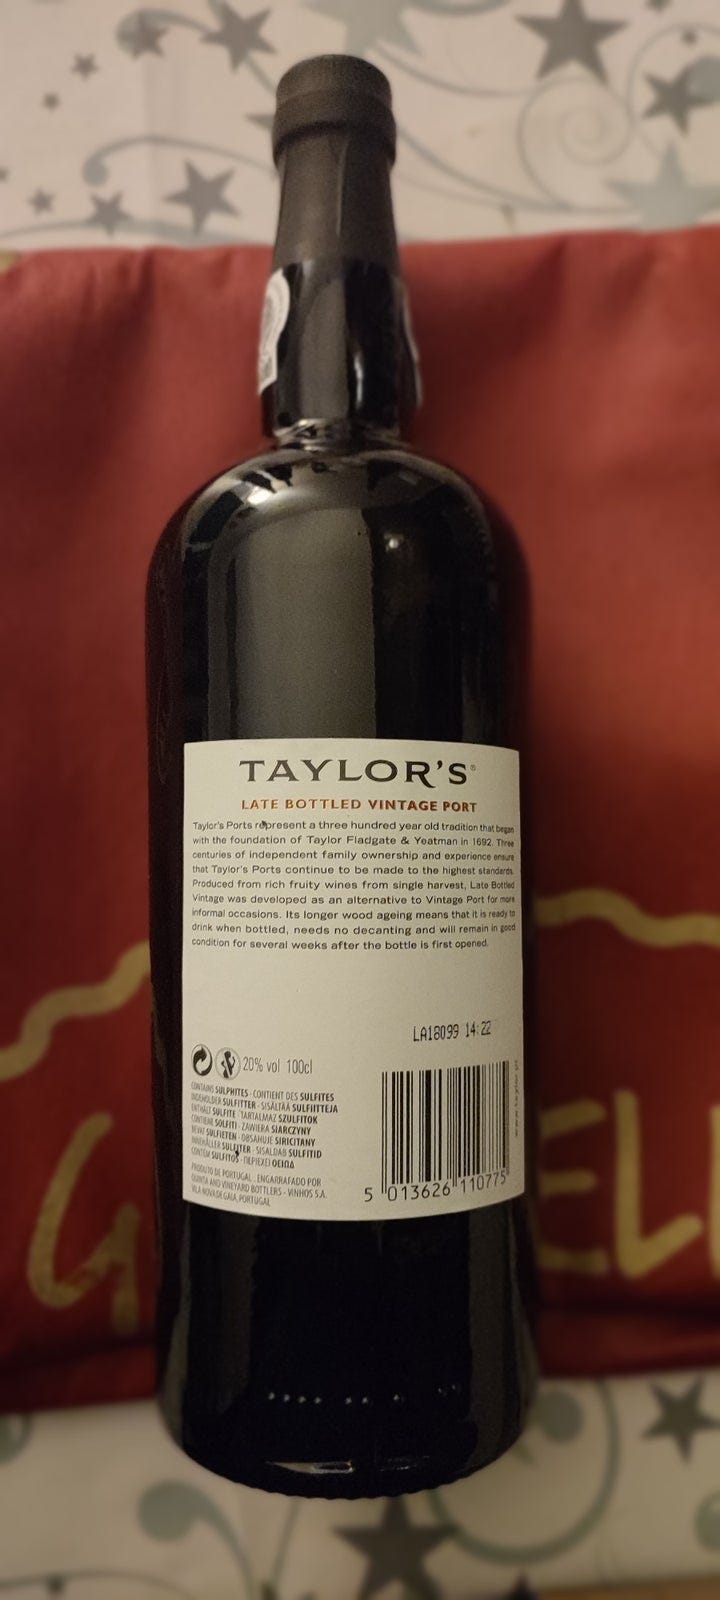 TAYLOR'S®
LATE BOTTLED VINTAGE PORT
Taylor's Ports represent a three hundred year old tradition that began
with the foundation of Taylor Fladgate & Yeatman in 1692. Three
centuries of independent family ownership and experience ensure
that Taylor's Ports continue to be made to the highest standards.
Produced from rich fruity wines from single harvest, Late Bottled
Vintage was developed as an alternative to Vintage Port for more
informal occasions. Its longer wood ageing means that it is ready to
drink when bottled, needs no decanting and will remain in good
condition for several weeks after the bottle is first opened.
LA18099 14:22
20% vol 100cl
CONTAINS SULPHITES · CONTIENT DES SULFITES
INDEHOLDER SULFITTER · SISÄLTÄÄ SULFIITTEJA
ENTHÄLT SULFITE · TARTALMAZ SZULFITOK
CONTIENE SOLFITI · ZAWIERA SIARCZYNY
BEVAT SULFIETEN · OBSAHUJE SIRICITANY
INNEHÅLLER SULFITER · SISALDAB SULFITID
CONTÉM SULFITOS · ΠΕΡΙΕΧΕΙ ΘΕΙΩΔΗ
PRODUTO DE PORTUGAL . ENGARRAFADO POR
QUINTA AND VINEYARD BOTTLERS - VINHOS S.A.
VILA NOVA DE GAIA, PORTUGAL
5 013626 110775
www.taylor.pt
G ELL